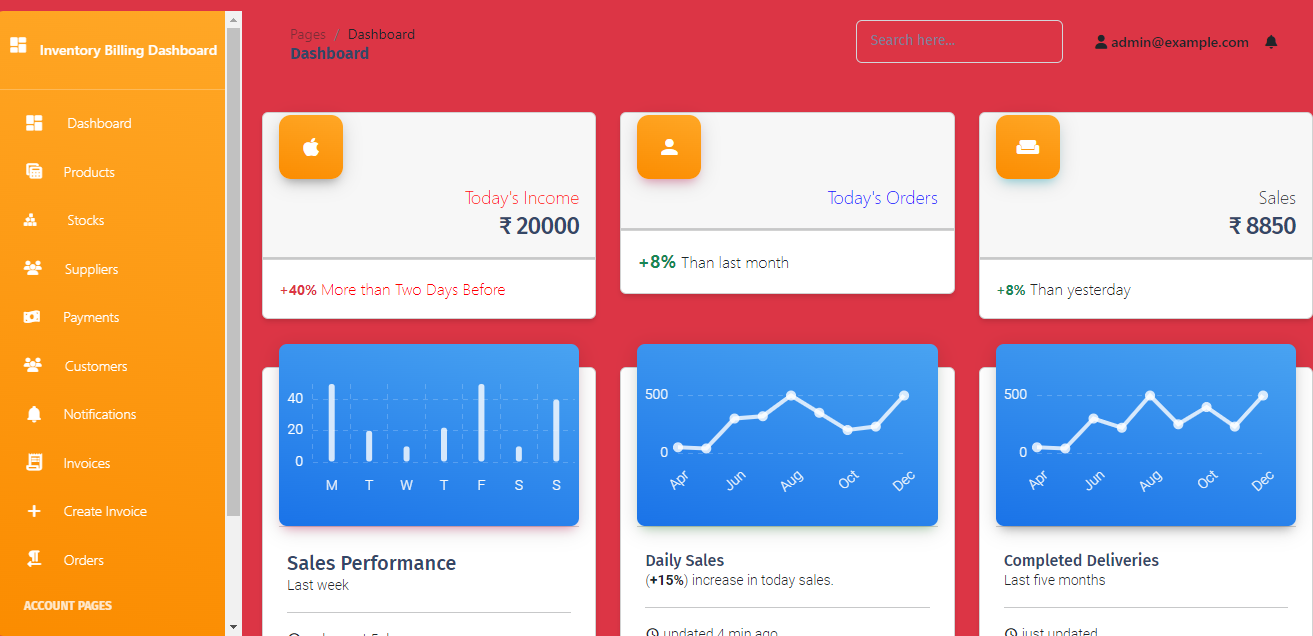 Inventory Billing Dashboard
Dashboard
Products
Stocks
Suppliers
Payments
Customers
Notifications
Invoices
Create Invoice
Orders
ACCOUNT PAGES
Pages / Dashboard
Dashboard
Search here...
admin@example.com
Today's Income
₹ 20000
+40% More than Two Days Before
Today's Orders
+8% Than last month
Sales
₹ 8850
+8% Than yesterday
40
20
0
M T W T F S S
Sales Performance
Last week
500
0
Apr Jun Aug Oct Dec
Daily Sales
(+15%) increase in today sales.
updated 4 min ago
500
0
Apr Jun Aug Oct Dec
Completed Deliveries
Last five months
just updated